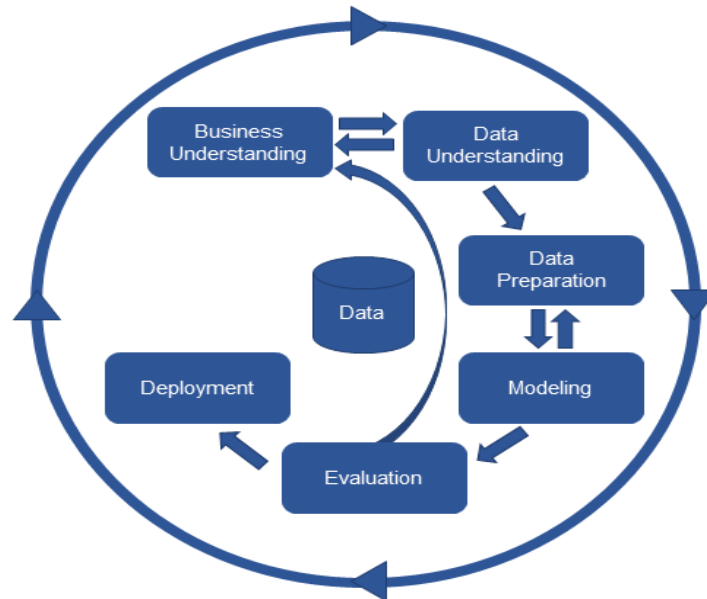 Business
Understanding
Data
Understanding
Data
Preparation
Data
Deployment
Modeling
Evaluation